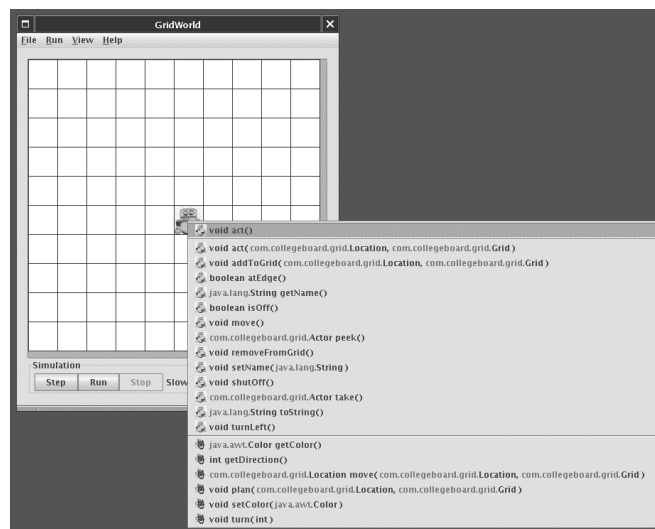 GridWorld
File Run View Help
void act()
void act( com.collegeboard.grid.Location, com.collegeboard.grid.Grid )
void addToGrid( com.collegeboard.grid.Location, com.collegeboard.grid.Grid )
boolean atEdge()
java.lang.String getName()
boolean isOff()
void move()
com.collegeboard.grid.Actor peek()
void removeFromGrid()
void setName( java.lang.String )
void shutOff()
com.collegeboard.grid.Actor take()
java.lang.String toString()
void turnLeft()
java.awt.Color getColor()
int getDirection()
com.collegeboard.grid.Location move( com.collegeboard.grid.Location, com.collegeboard.grid.Grid )
void plan( com.collegeboard.grid.Location, com.collegeboard.grid.Grid )
void setColor( java.awt.Color )
void turn( int )
Simulation
Step Run Stop Slow